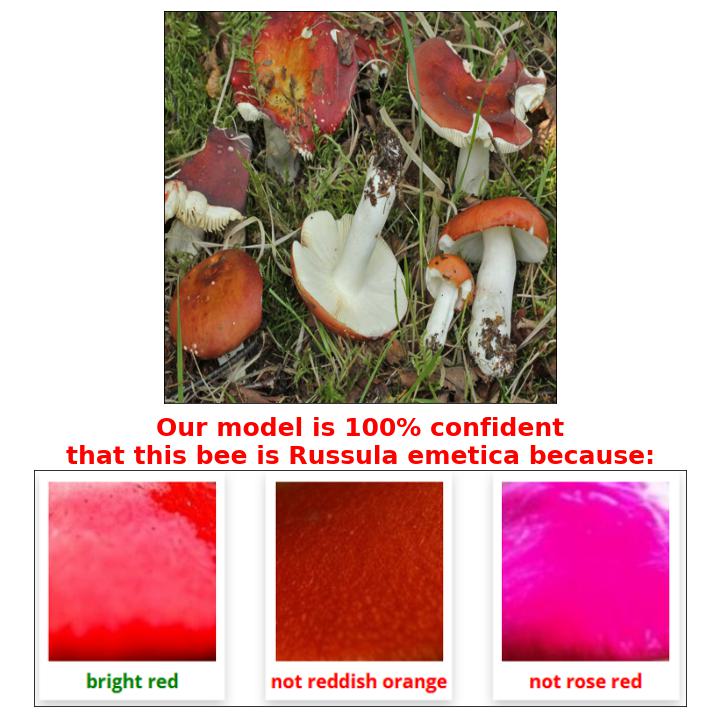 Our model is 100% confident
that this bee is Russula emetica because:
bright red
not reddish orange
not rose red